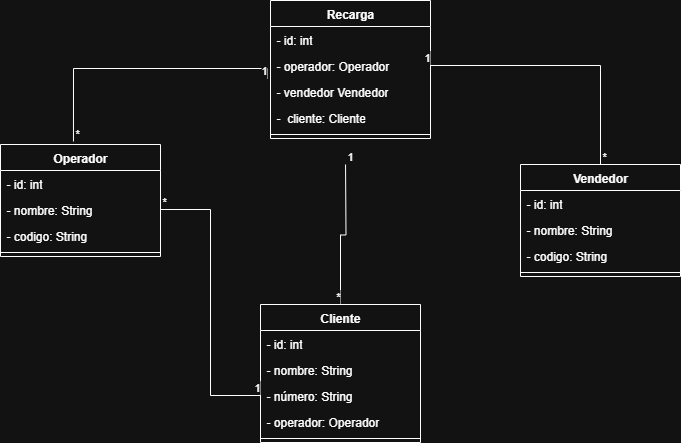 Recarga
- id: int
- operador: Operador
- vendedor Vendedor
- cliente: Cliente
1
1
*
1
*
Operador
- id: int
- nombre: String
- codigo: String
*
Vendedor
- id: int
- nombre: String
- codigo: String
*
Cliente
- id: int
- nombre: String
- número: String
- operador: Operador
1